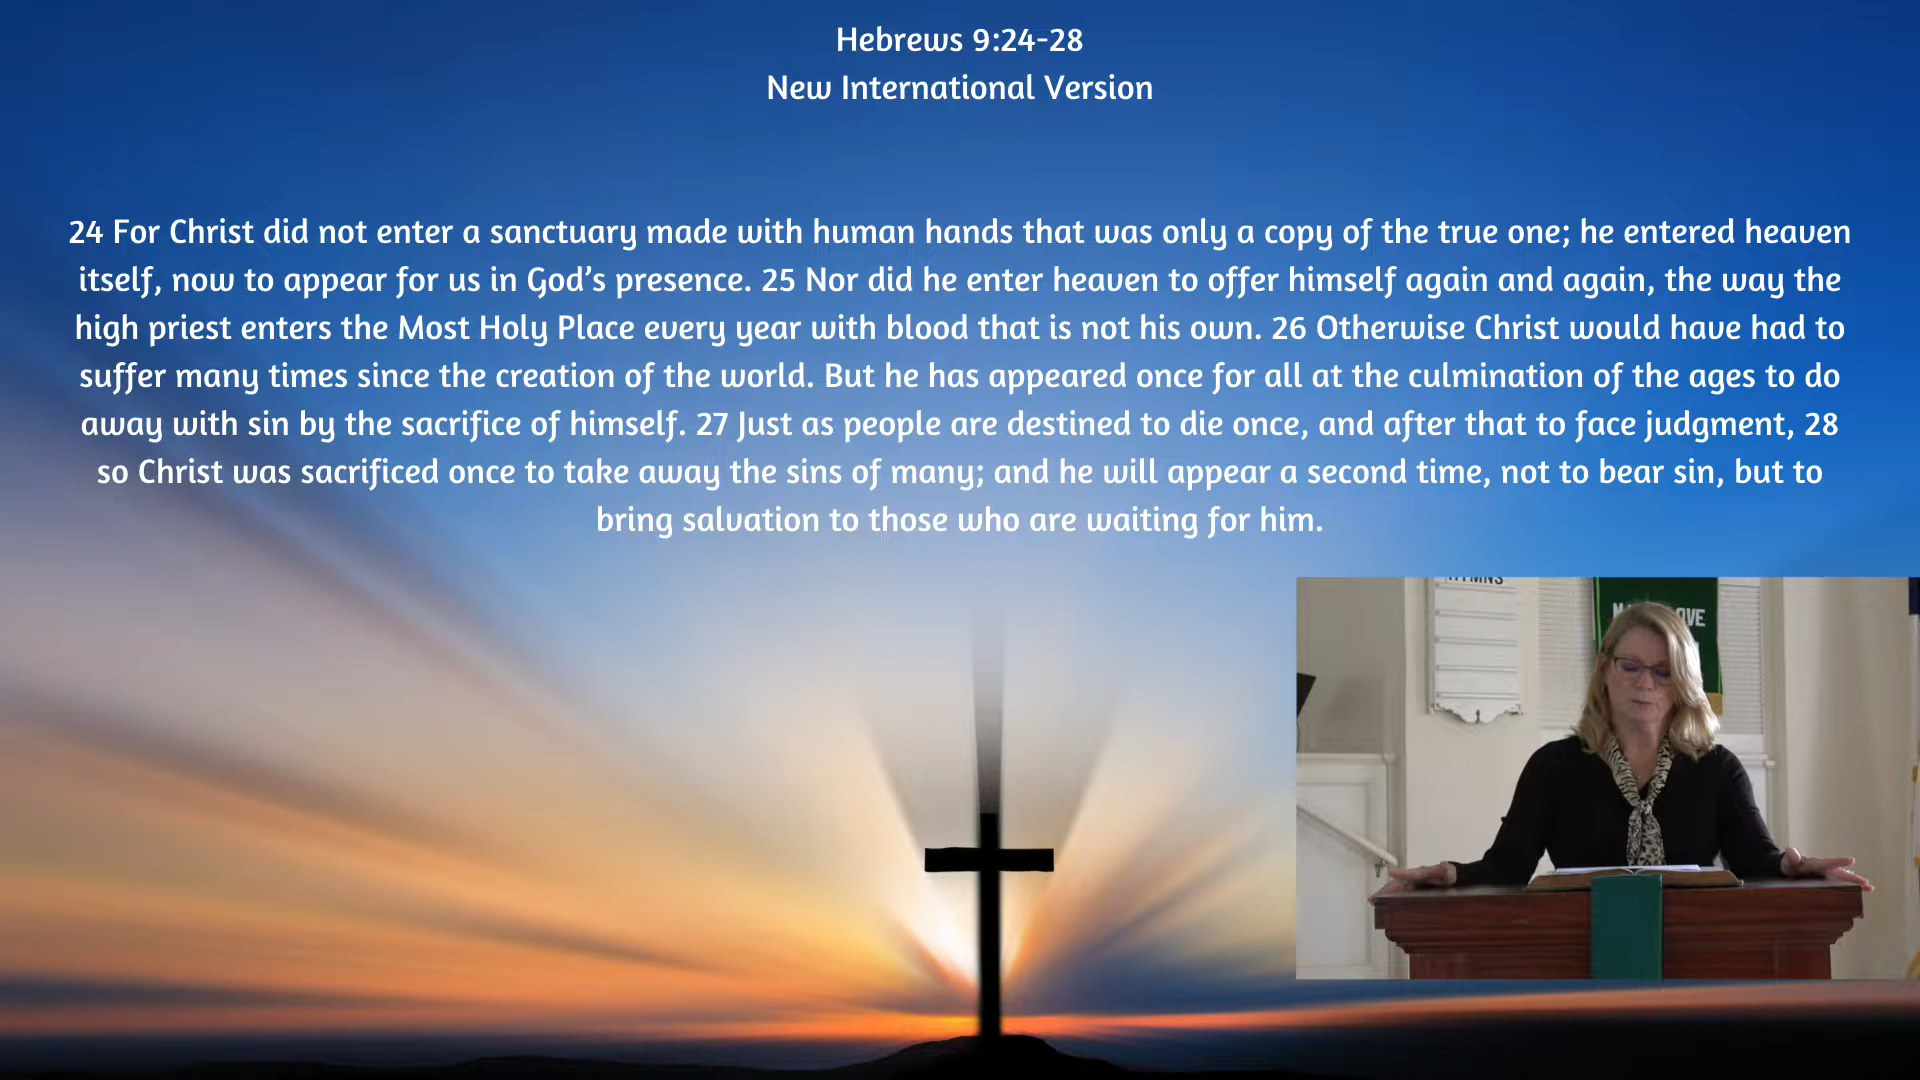 Hebrews 9:24-28
New International Version
24 For Christ did not enter a sanctuary made with human hands that was only a copy of the true one; he entered heaven
itself, now to appear for us in God’s presence. 25 Nor did he enter heaven to offer himself again and again, the way the
high priest enters the Most Holy Place every year with blood that is not his own. 26 Otherwise Christ would have had to
suffer many times since the creation of the world. But he has appeared once for all at the culmination of the ages to do
away with sin by the sacrifice of himself. 27 Just as people are destined to die once, and after that to face judgment, 28
so Christ was sacrificed once to take away the sins of many; and he will appear a second time, not to bear sin, but to
bring salvation to those who are waiting for him.
HYMNS